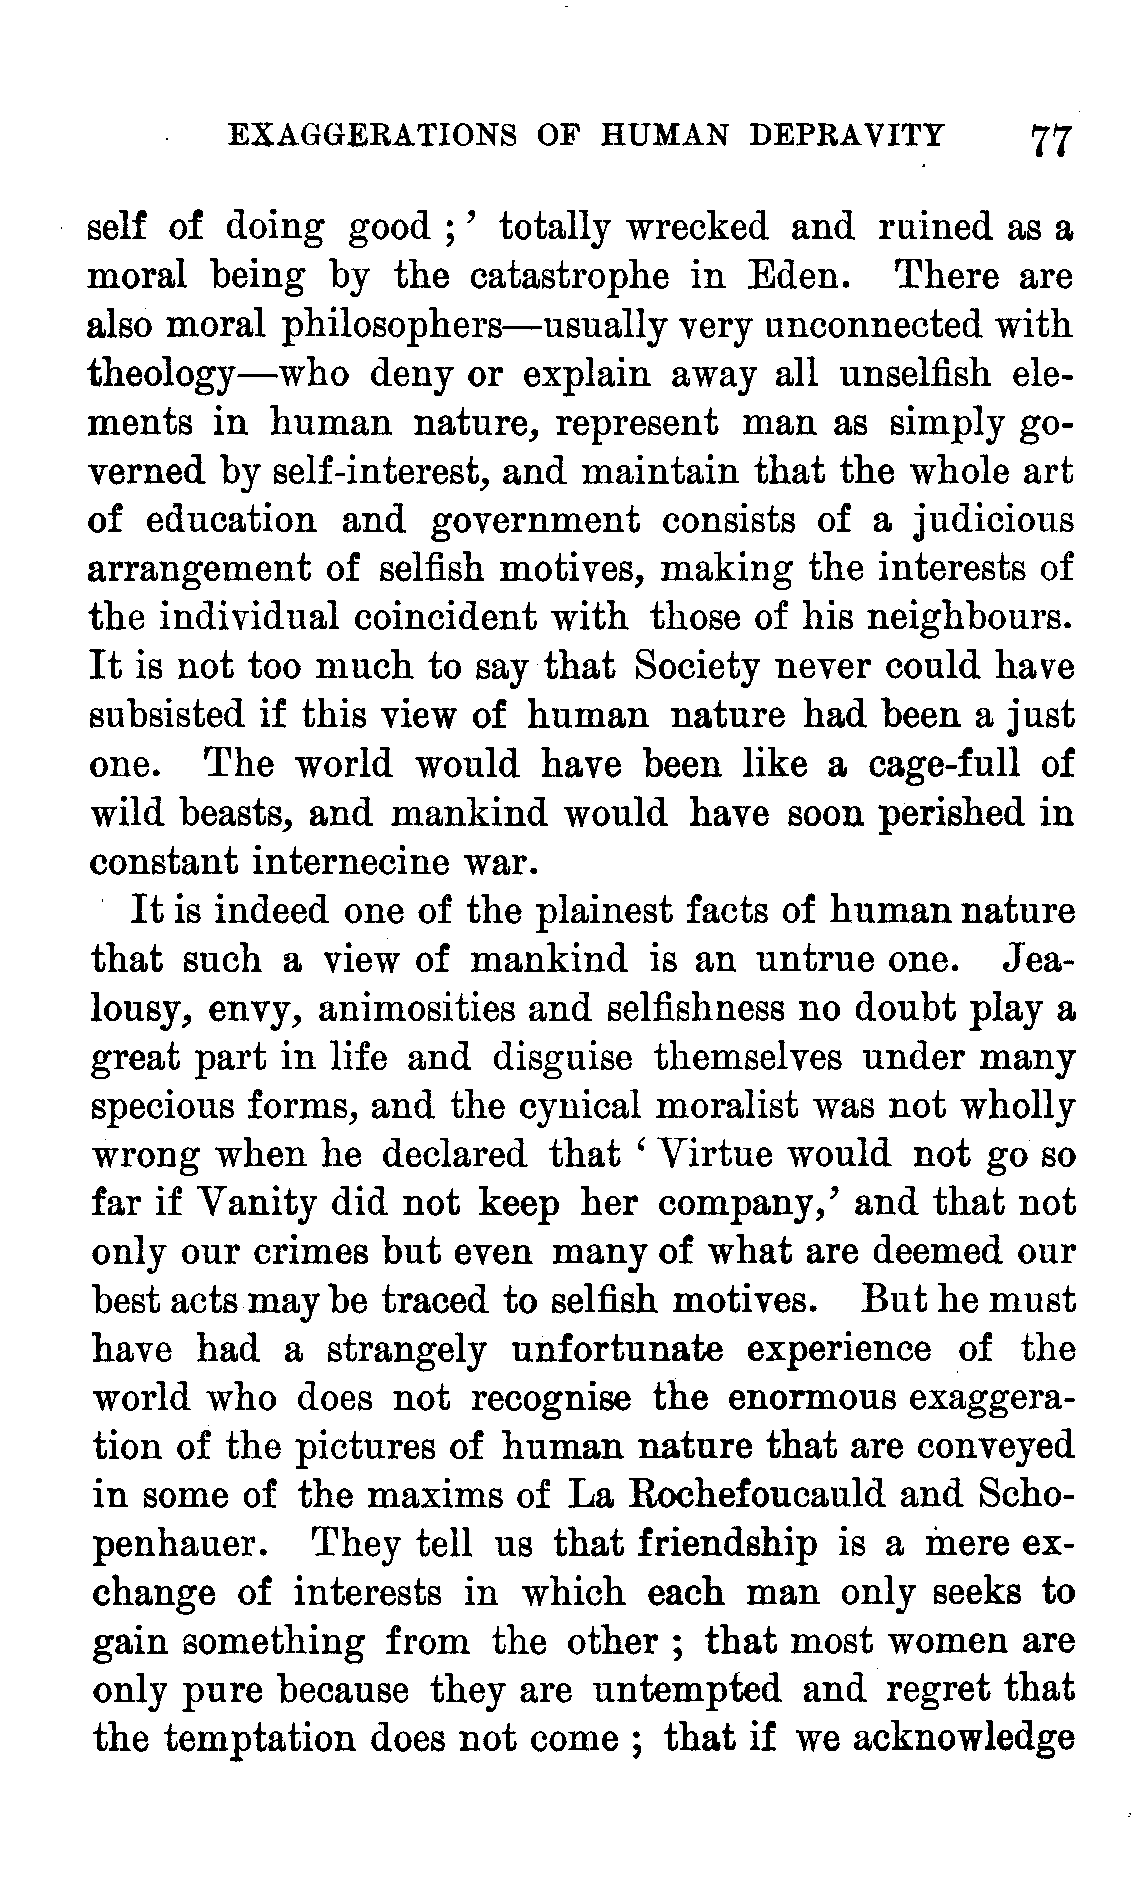 EXAGGERATIONS OF HUMAN DEPRAVITY 77
self of doing good ;’ totally wrecked and ruined as a
moral being by the catastrophe in Eden. There are
also moral philosophers—usually very unconnected with
theology—who deny or explain away all unselfish ele-
ments in human nature, represent man as simply go-
verned by self-interest, and maintain that the whole art
of education and government consists of a judicious
arrangement of selfish motives, making the interests of
the individual coincident with those of his neighbours.
It is not too much to say that Society never could have
subsisted if this view of human nature had been a just
one. The world would have been like a cage-full of
wild beasts, and mankind would have soon perished in
constant internecine war.
It is indeed one of the plainest facts of human nature
that such a view of mankind is an untrue one. Jea-
lousy, envy, animosities and selfishness no doubt play a
great part in life and disguise themselves under many
specious forms, and the cynical moralist was not wholly
wrong when he declared that ‘ Virtue would not go so
far if Vanity did not keep her company,’ and that not
only our crimes but even many of what are deemed our
best acts may be traced to selfish motives. But he must
have had a strangely unfortunate experience of the
world who does not recognise the enormous exaggera-
tion of the pictures of human nature that are conveyed
in some of the maxims of La Rochefoucauld and Scho-
penhauer. They tell us that friendship is a mere ex-
change of interests in which each man only seeks to
gain something from the other ; that most women are
only pure because they are untempted and regret that
the temptation does not come ; that if we acknowledge